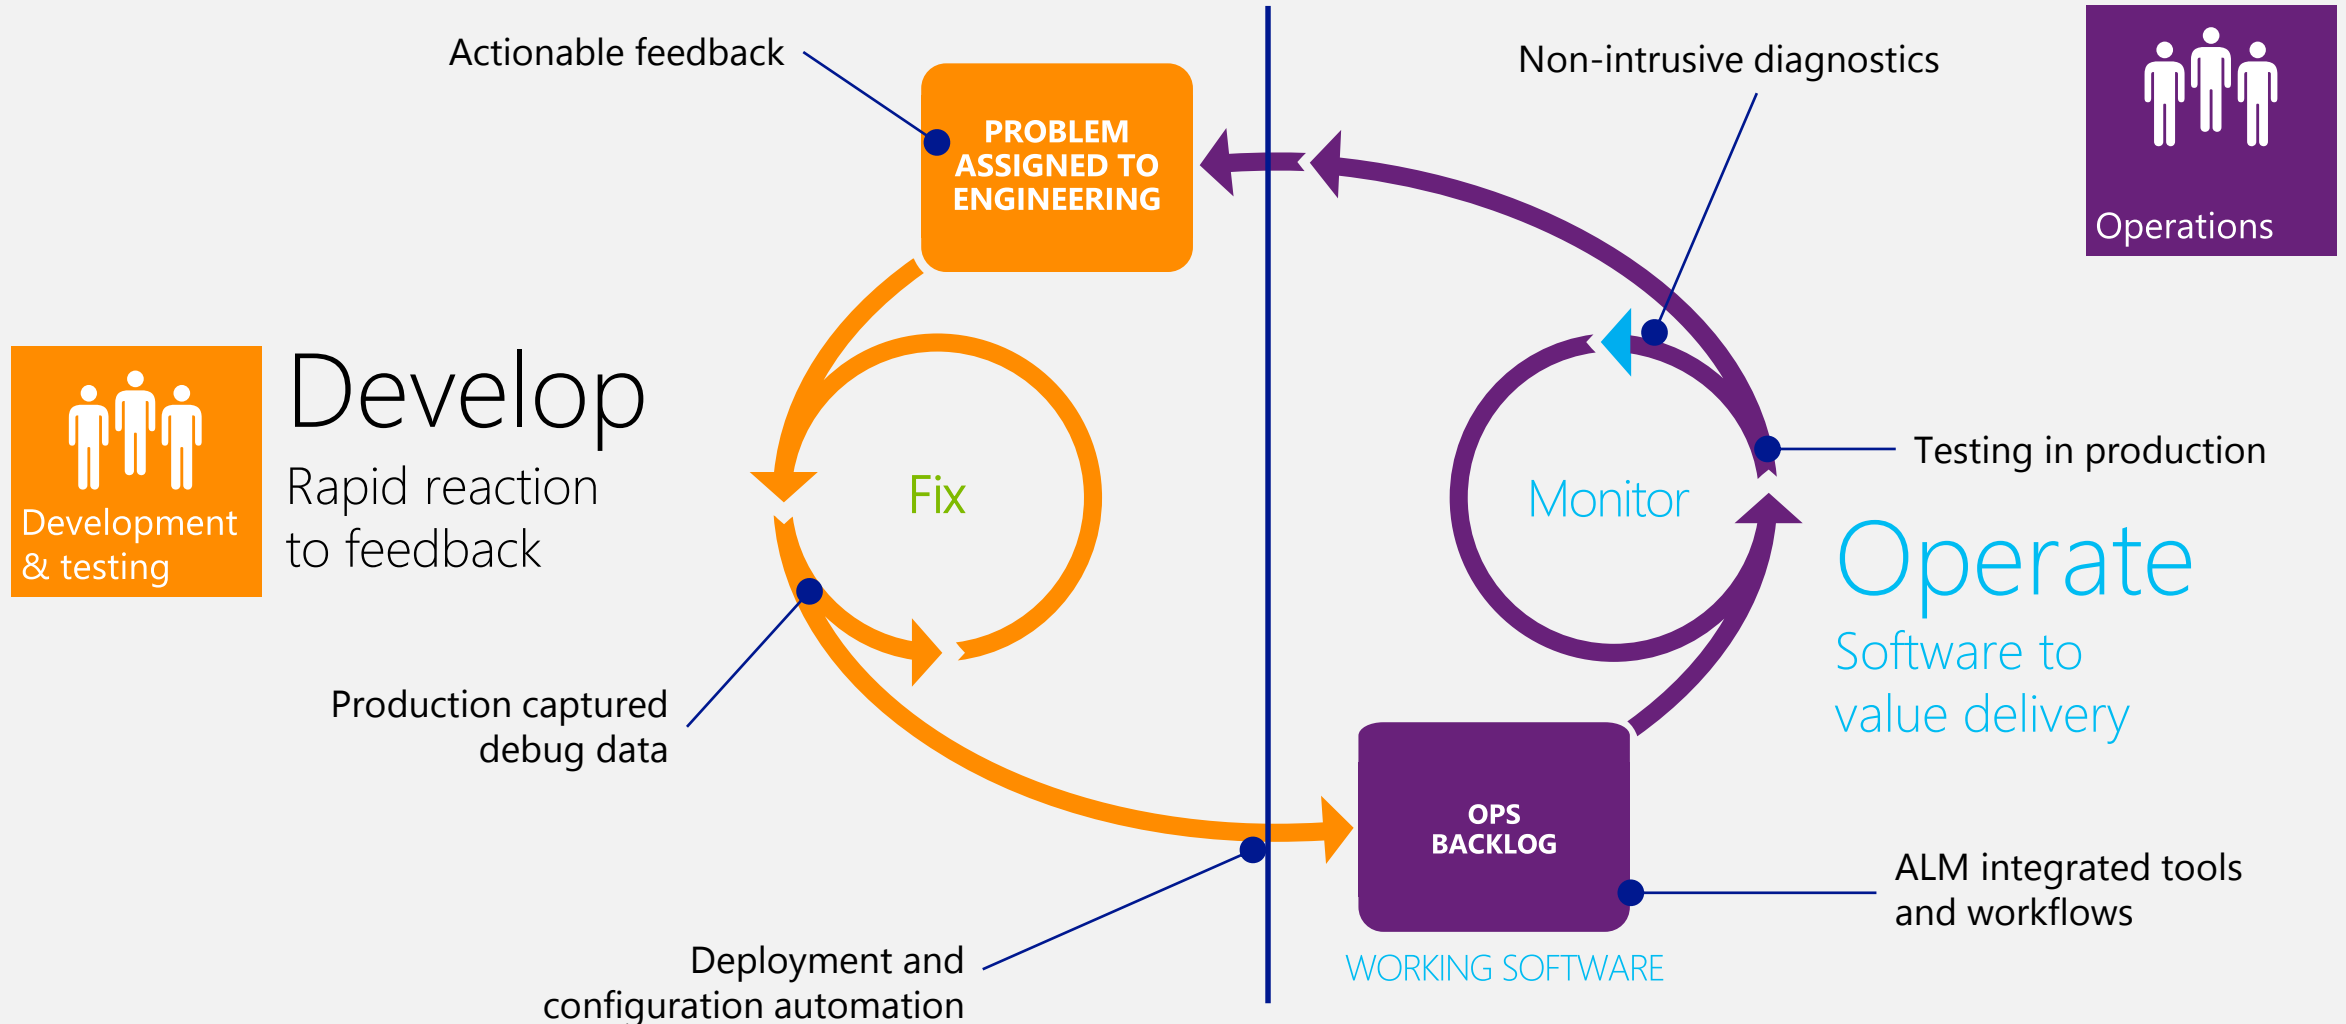 Actionable feedback
PROBLEM
ASSIGNED TO
ENGINEERING
Non-intrusive diagnostics
Operations
Develop
Rapid reaction
to feedback
Development
& testing
Fix
Monitor
Testing in production
Operate
Software to
value delivery
Production captured
debug data
OPS
BACKLOG
ALM integrated tools
and workflows
WORKING SOFTWARE
Deployment and
configuration automation